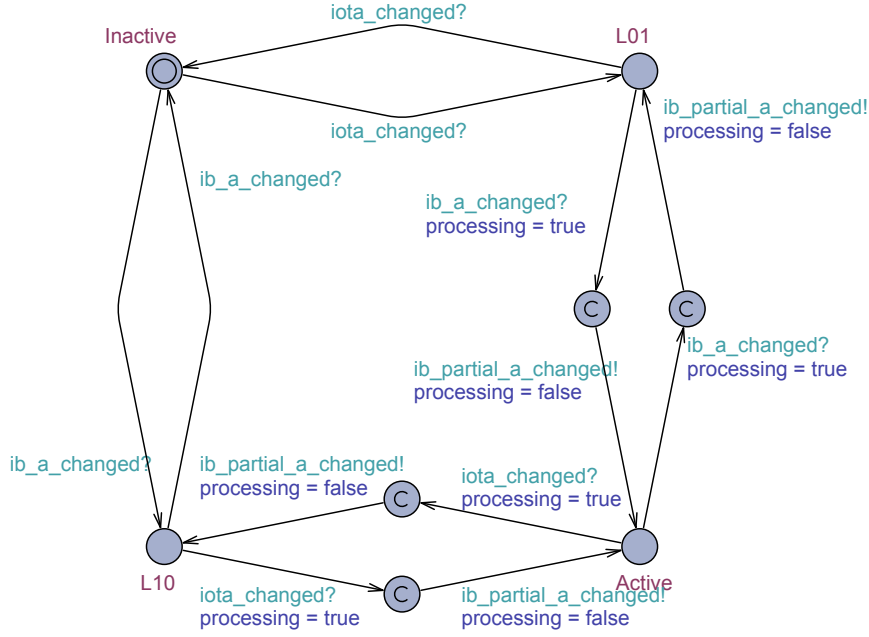 iota_changed?
Inactive
L01
iota_changed?
ib_partial_a_changed!
processing = false
ib_a_changed?
ib_a_changed?
processing = true
C
C
ib_a_changed?
processing = true
ib_partial_a_changed!
processing = false
ib_a_changed?
ib_partial_a_changed!
processing = false
iota_changed?
processing = true
C
L10
Active
iota_changed?
processing = true
C
ib_partial_a_changed!
processing = false